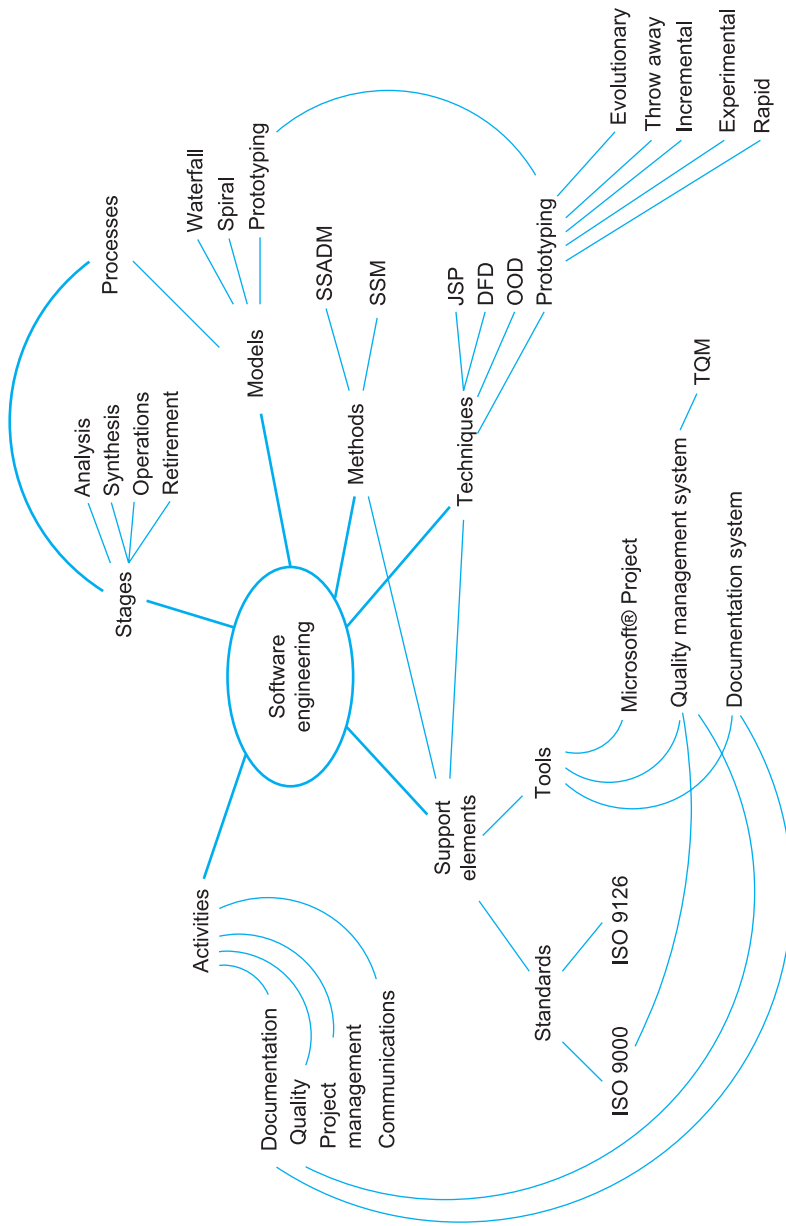 Processes
Analysis
Synthesis
Operations
Retirement
Stages
Waterfall
Spiral
Prototyping
Models
SSADM
SSM
Methods
JSP
DFD
OOD
Prototyping
Evolutionary
Throw away
Incremental
Experimental
Rapid
Techniques
Software
engineering
Activities
Documentation
Quality
Project
management
Communications
Support
elements
Tools
Microsoft® Project
Quality management system
TQM
Documentation system
Standards
ISO 9000
ISO 9126